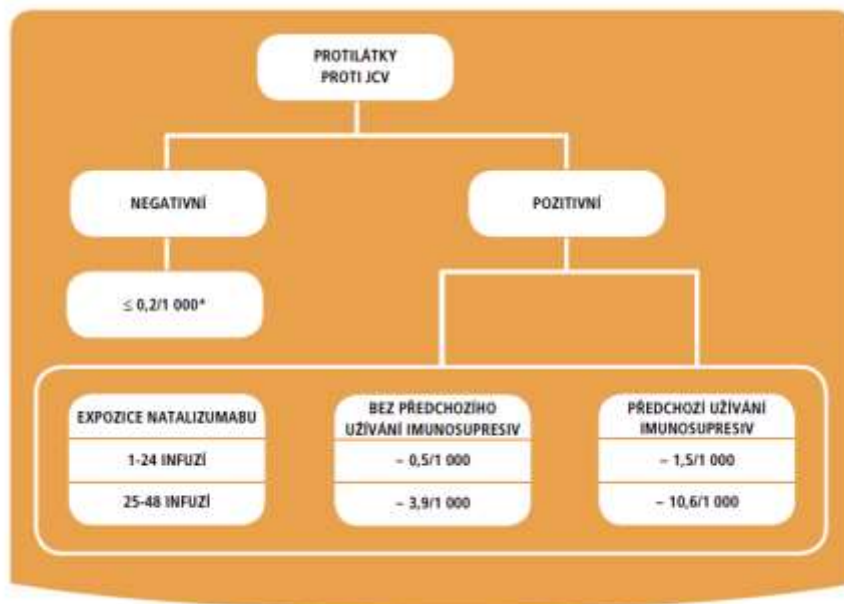 PROTILÁTKY
PROTI JCV
NEGATIVNÍ
POZITIVNÍ
≤ 0,2/1 000*
EXPOZICE NATALIZUMABU
1-24 INFUZÍ
25-48 INFUZÍ
BEZ PŘEDCHOZÍHO
UŽÍVÁNÍ IMUNOSUPRESIV
~ 0,5/1 000
~ 3,9/1 000
PŘEDCHOZÍ UŽÍVÁNÍ
IMUNOSUPRESIV
~ 1,5/1 000
~ 10,6/1 000